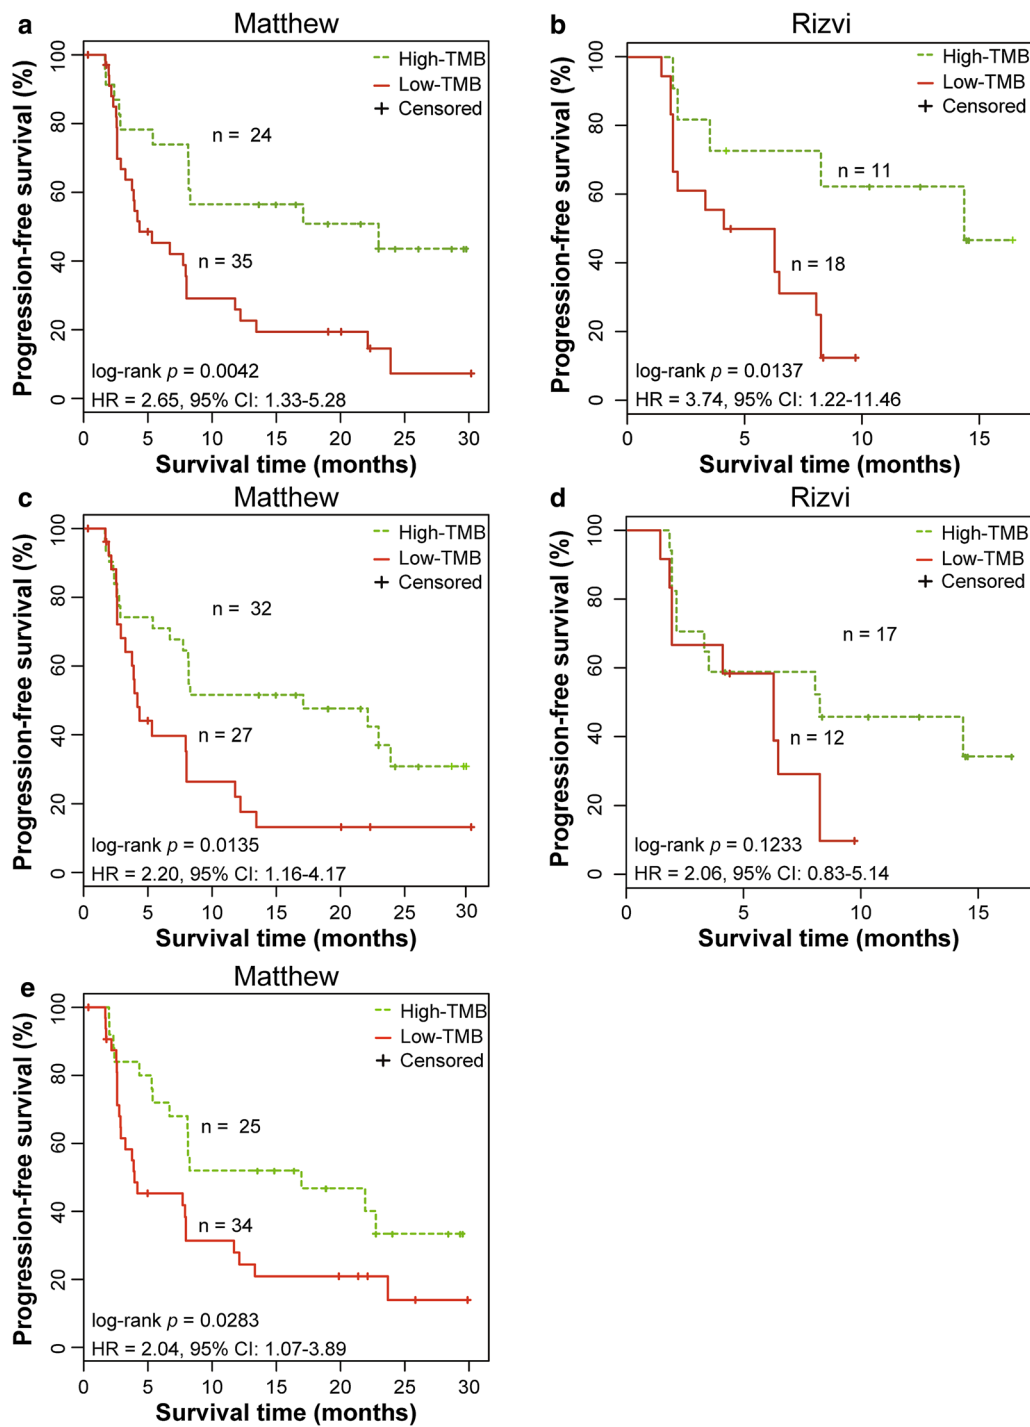 a
Matthew
Progression-free survival (%)
100
80
60
40
20
0
High-TMB
Low-TMB
Censored
n = 24
n = 35
log-rank p = 0.0042
HR = 2.65, 95% CI: 1.33-5.28
0 5 10 15 20 25 30
Survival time (months)
b
Rizvi
Progression-free survival (%)
100
80
60
40
20
0
High-TMB
Low-TMB
Censored
n = 11
n = 18
log-rank p = 0.0137
HR = 3.74, 95% CI: 1.22-11.46
0 5 10 15
Survival time (months)
c
Matthew
Progression-free survival (%)
100
80
60
40
20
0
High-TMB
Low-TMB
Censored
n = 32
n = 27
log-rank p = 0.0135
HR = 2.20, 95% CI: 1.16-4.17
0 5 10 15 20 25 30
Survival time (months)
d
Rizvi
Progression-free survival (%)
100
80
60
40
20
0
High-TMB
Low-TMB
Censored
n = 17
n = 12
log-rank p = 0.1233
HR = 2.06, 95% CI: 0.83-5.14
0 5 10 15
Survival time (months)
e
Matthew
Progression-free survival (%)
100
80
60
40
20
0
High-TMB
Low-TMB
Censored
n = 25
n = 34
log-rank p = 0.0283
HR = 2.04, 95% CI: 1.07-3.89
0 5 10 15 20 25 30
Survival time (months)